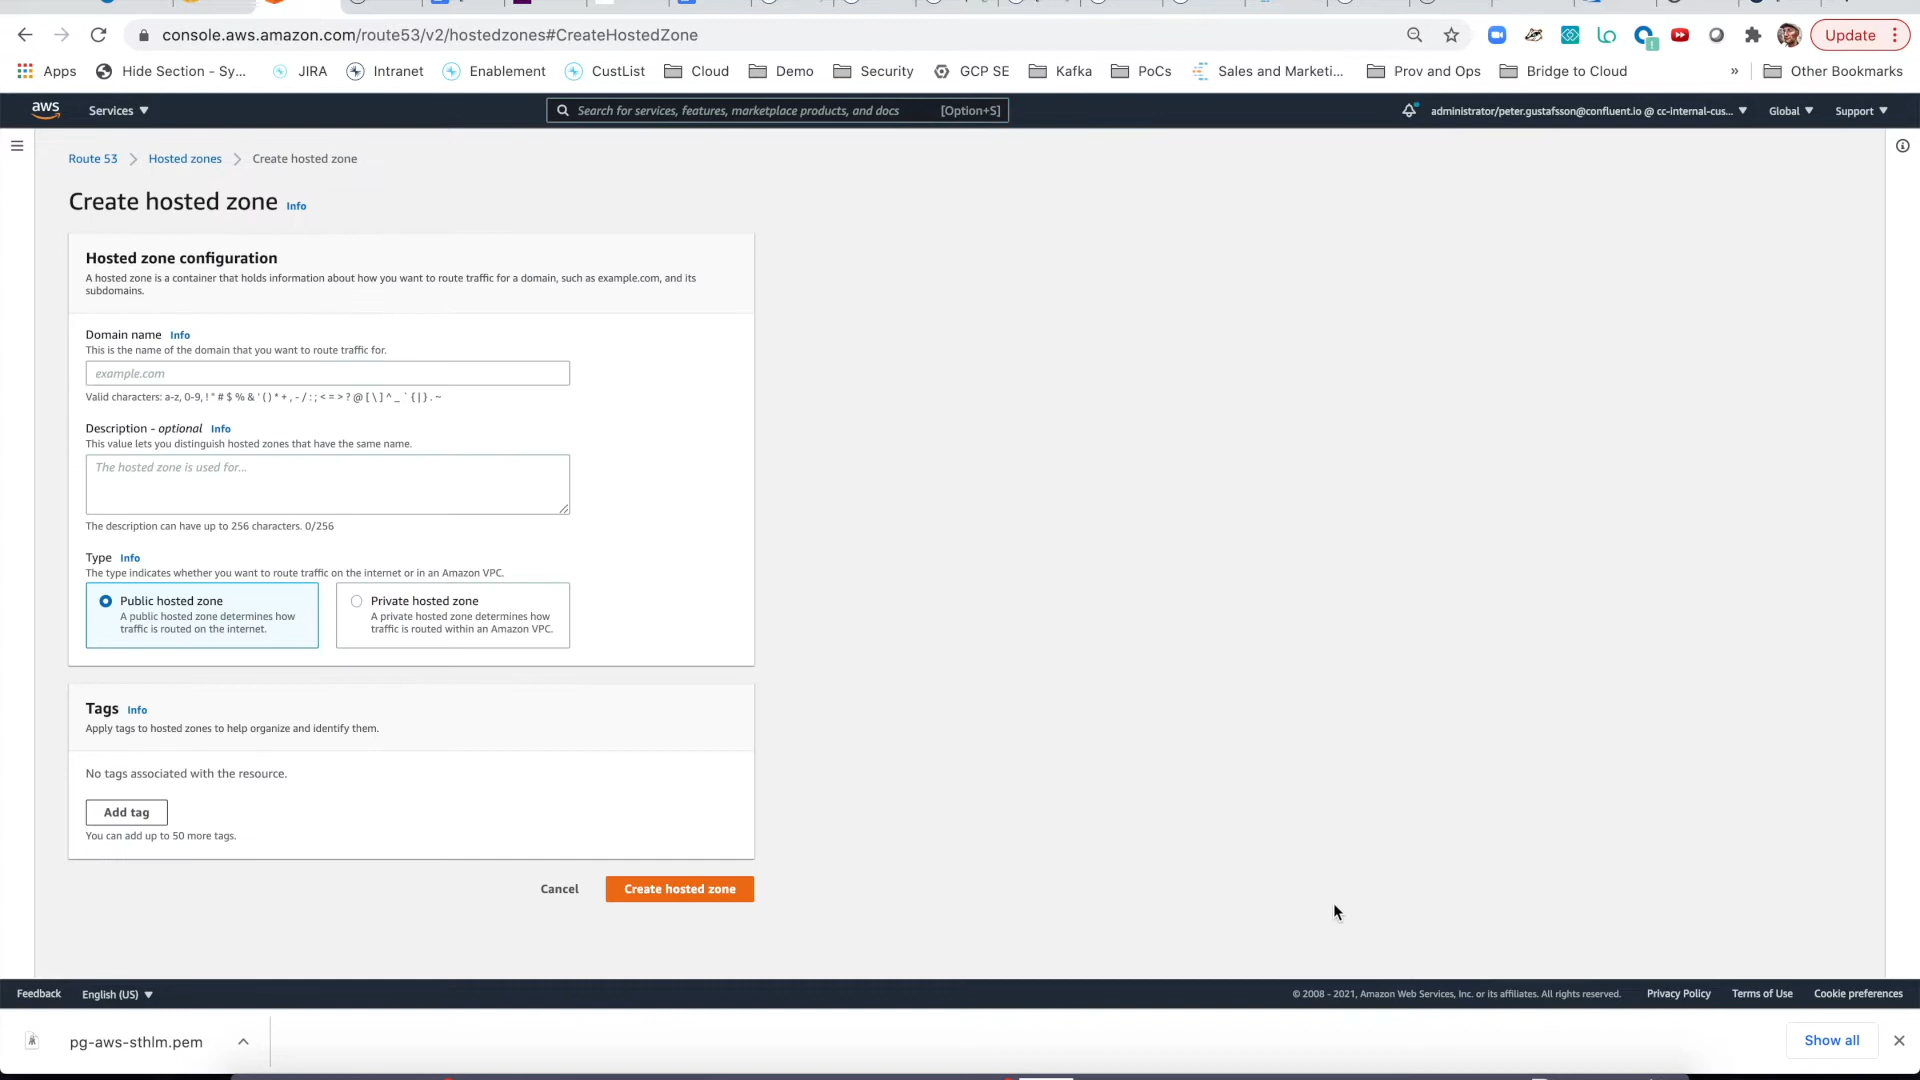 console.aws.amazon.com/route53/v2/hostedzones#CreateHostedZone
Update
Apps
Hide Section - Sy...
JIRA
Intranet
Enablement
CustList
Cloud
Demo
Security
GCP SE
Kafka
PoCs
Sales and Marketi...
Prov and Ops
Bridge to Cloud
»
Other Bookmarks
aws
Services
Search for services, features, marketplace products, and docs
[Option+S]
administrator/peter.gustafsson@confluent.io @ cc-internal-cus...
Global
Support
Route 53
Hosted zones
Create hosted zone
Create hosted zone Info
Hosted zone configuration
A hosted zone is a container that holds information about how you want to route traffic for a domain, such as example.com, and its
subdomains.
Domain name Info
This is the name of the domain that you want to route traffic for.
example.com
Valid characters: a-z, 0-9, ! " # $ % & ' ( ) * + , - / : ; < = > ? @ [ \ ] ^ _ ` { | } . ~
Description - optional Info
This value lets you distinguish hosted zones that have the same name.
The hosted zone is used for...
The description can have up to 256 characters. 0/256
Type Info
The type indicates whether you want to route traffic on the internet or in an Amazon VPC.
Public hosted zone
A public hosted zone determines how
traffic is routed on the internet.
Private hosted zone
A private hosted zone determines how
traffic is routed within an Amazon VPC.
Tags Info
Apply tags to hosted zones to help organize and identify them.
No tags associated with the resource.
Add tag
You can add up to 50 more tags.
Cancel
Create hosted zone
Feedback
English (US)
© 2008 - 2021, Amazon Web Services, Inc. or its affiliates. All rights reserved.
Privacy Policy
Terms of Use
Cookie preferences
pg-aws-sthlm.pem
Show all